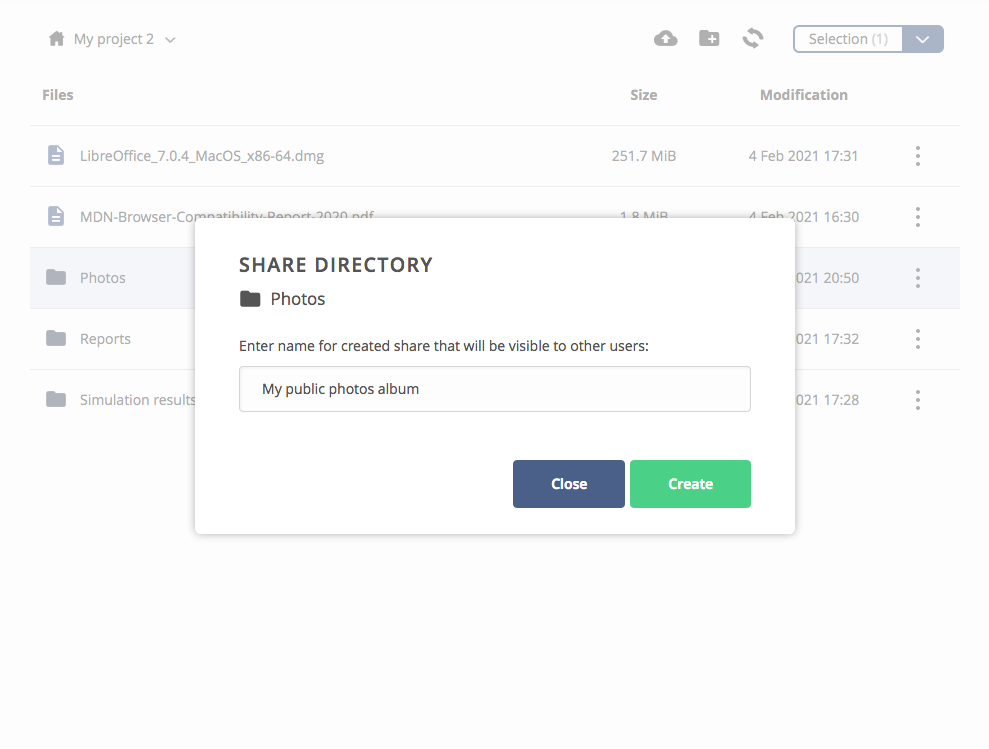 My project 2
Selection (1)
Files Size Modification
LibreOffice_7.0.4_MacOS_x86-64.dmg 251.7 MiB 4 Feb 2021 17:31
MDN-Browser-Compatibility-Report-2020.pdf 1.8 MiB 4 Feb 2021 16:30
Photos 021 20:50
Reports 021 17:32
Simulation results 021 17:28
SHARE DIRECTORY
Photos
Enter name for created share that will be visible to other users:
My public photos album
Close Create